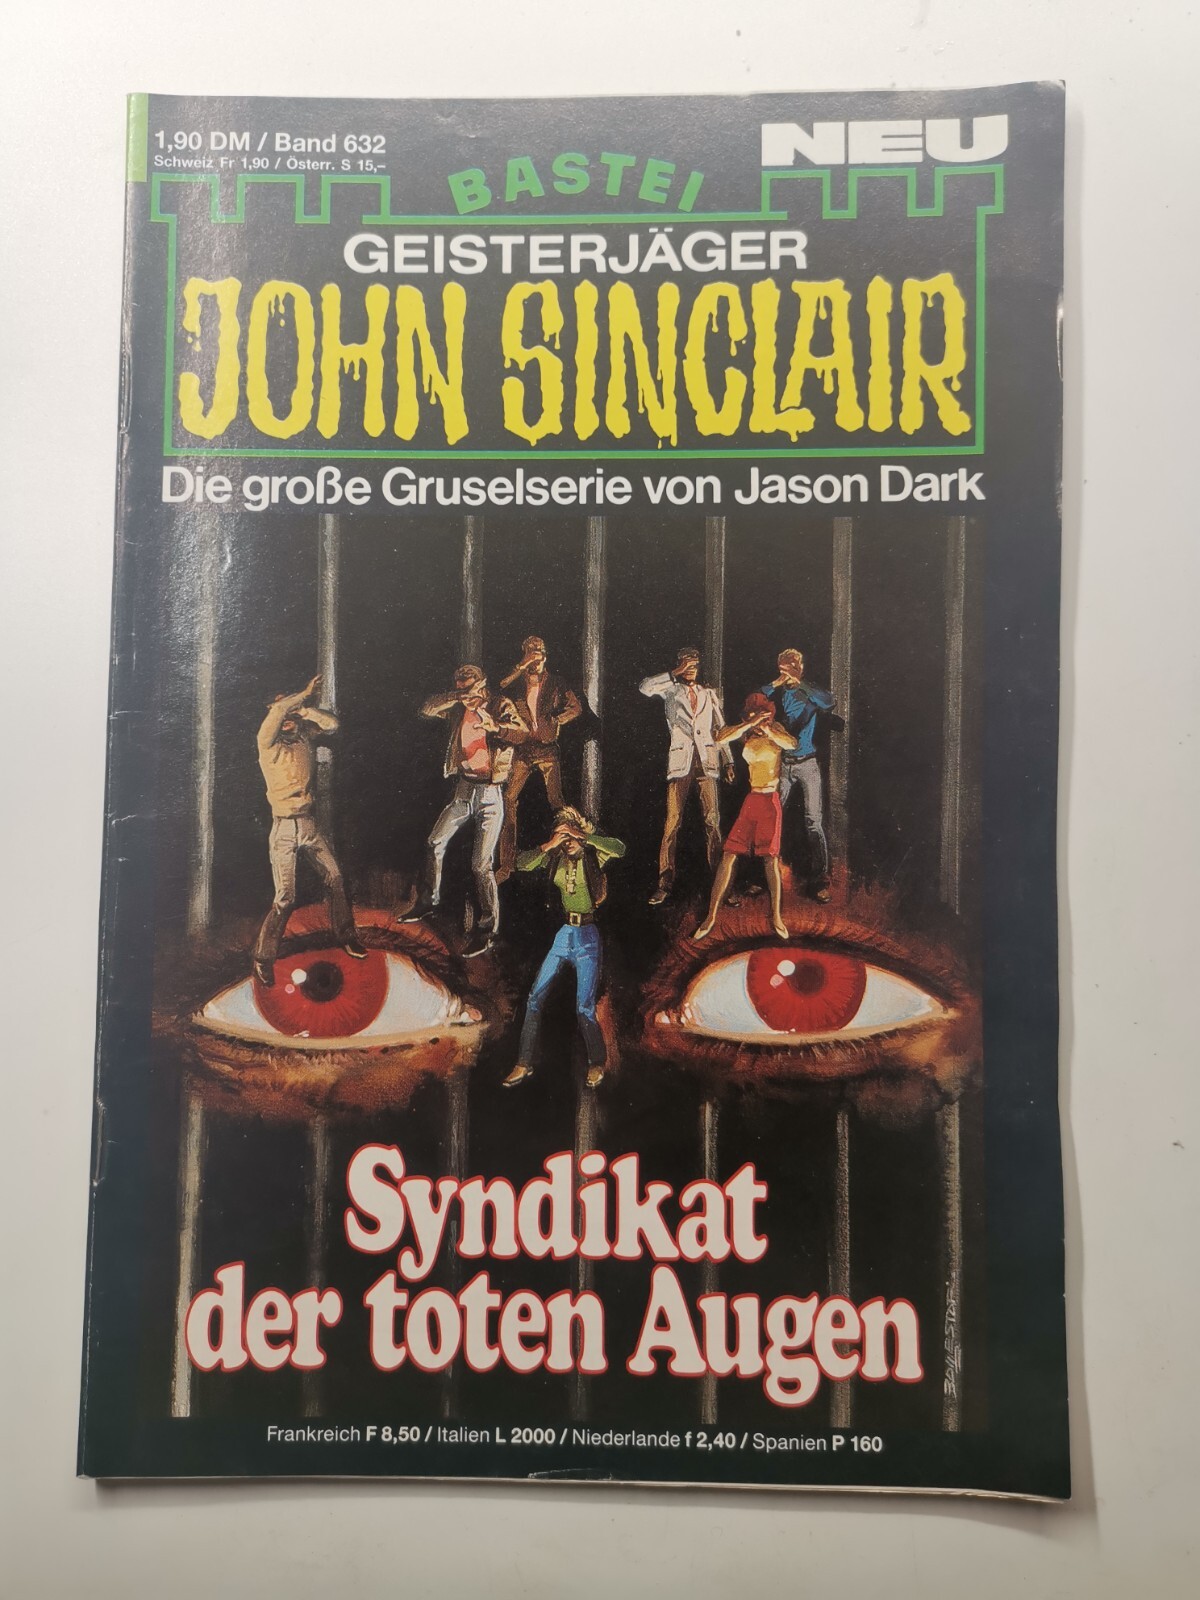 1,90 DM / Band 632
Schweiz Fr 1,90 / Österr. S 15,–
NEU
BASTEI
GEISTERJÄGER
JOHN SINCLAIR
Die große Gruselserie von Jason Dark
Syndikat
der toten Augen
BALLESTAR
Frankreich F 8,50 / Italien L 2000 / Niederlande f 2,40 / Spanien P 160